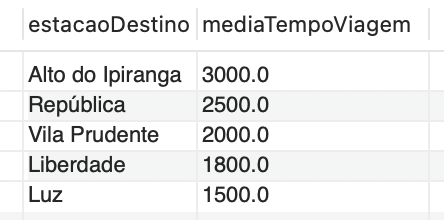 estacaoDestino mediaTempoViagem
Alto do Ipiranga 3000.0
República 2500.0
Vila Prudente 2000.0
Liberdade 1800.0
Luz 1500.0